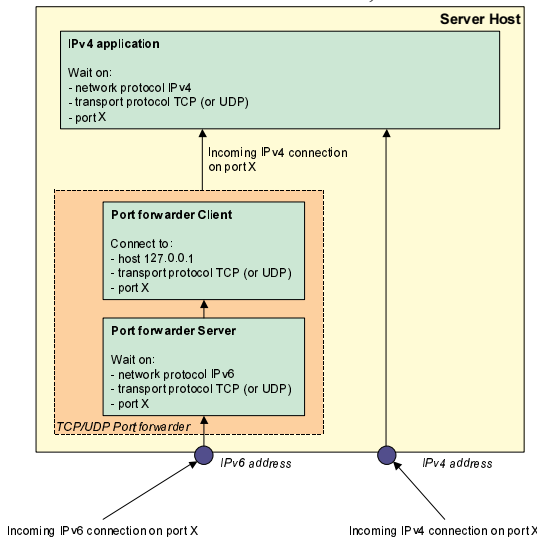 Server Host
IPv4 application
Wait on:
- network protocol IPv4
- transport protocol TCP (or UDP)
- port X
Incoming IPv4 connection
on port X
Port forwarder Client
Connect to:
- host 127.0.0.1
- transport protocol TCP (or UDP)
- port X
Port forwarder Server
Wait on:
- network protocol IPv6
- transport protocol TCP (or UDP)
- port X
TCP/UDP Port forwarder
IPv6 address
IPv4 address
Incoming IPv6 connection on port X
Incoming IPv4 connection on port X